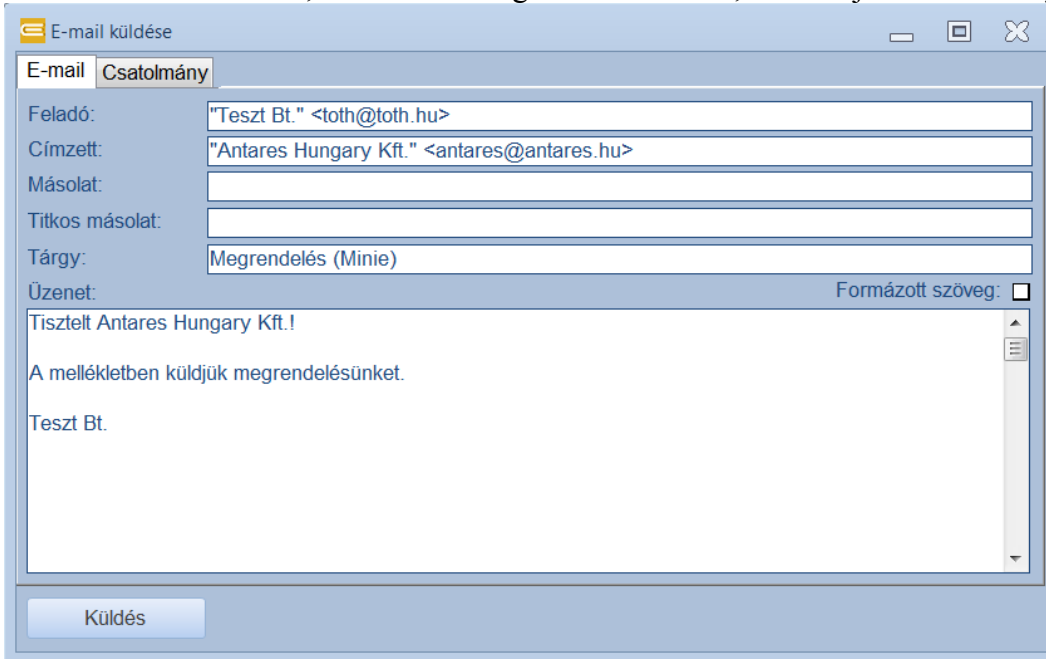 E-mail küldése
E-mail Csatolmány
Feladó: "Teszt Bt." <toth@toth.hu>
Címzett: "Antares Hungary Kft." <antares@antares.hu>
Másolat:
Titkos másolat:
Tárgy: Megrendelés (Minie)
Üzenet: Formázott szöveg:
Tisztelt Antares Hungary Kft.!
A mellékletben küldjük megrendelésünket.
Teszt Bt.
Küldés